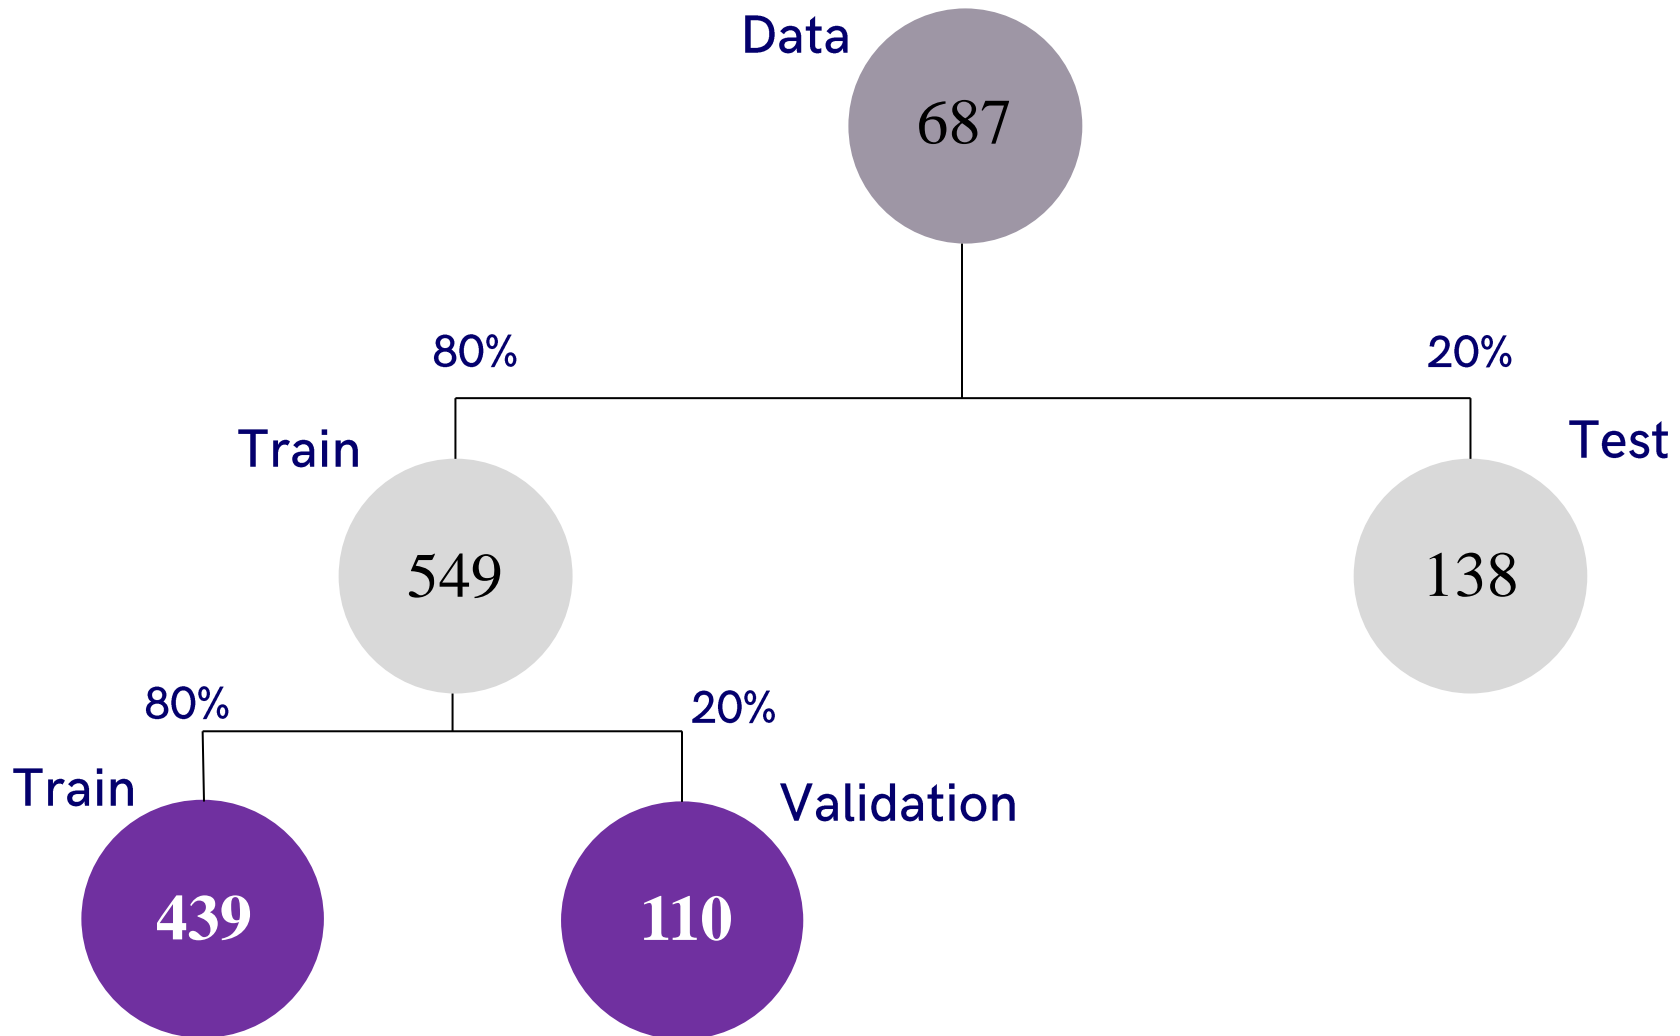 Data
687
80%
20%
Train
Test
549
138
80%
20%
Train
Validation
439
110